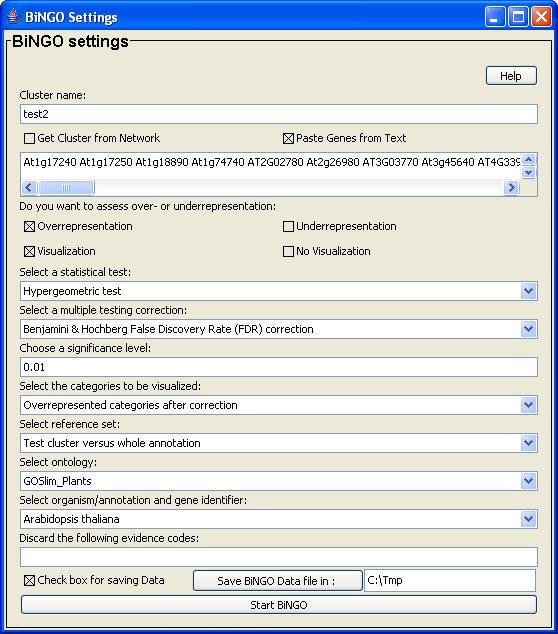 BiNGO Settings
BiNGO settings
Help
Cluster name:
test2
Get Cluster from Network
Paste Genes from Text
At1g17240 At1g17250 At1g18890 At1g74740 AT2G02780 At2g26980 AT3G03770 At3g45640 AT4G339
Do you want to assess over- or underrepresentation:
Overrepresentation
Underrepresentation
Visualization
No Visualization
Select a statistical test:
Hypergeometric test
Select a multiple testing correction:
Benjamini & Hochberg False Discovery Rate (FDR) correction
Choose a significance level:
0.01
Select the categories to be visualized:
Overrepresented categories after correction
Select reference set:
Test cluster versus whole annotation
Select ontology:
GOSlim_Plants
Select organism/annotation and gene identifier:
Arabidopsis thaliana
Discard the following evidence codes:
Check box for saving Data
Save BiNGO Data file in :
C:\Tmp
Start BiNGO